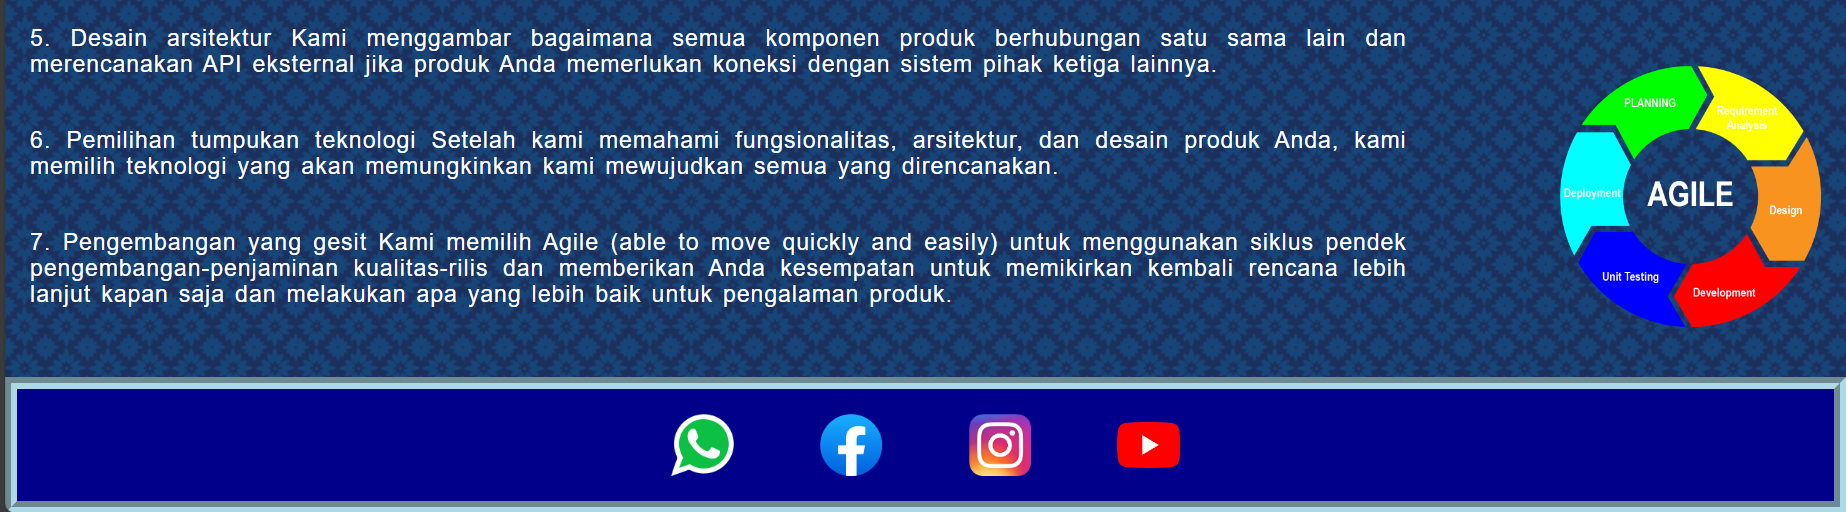 5. Desain arsitektur Kami menggambar bagaimana semua komponen produk berhubungan satu sama lain dan
merencanakan API eksternal jika produk Anda memerlukan koneksi dengan sistem pihak ketiga lainnya.
6. Pemilihan tumpukan teknologi Setelah kami memahami fungsionalitas, arsitektur, dan desain produk Anda, kami
memilih teknologi yang akan memungkinkan kami mewujudkan semua yang direncanakan.
7. Pengembangan yang gesit Kami memilih Agile (able to move quickly and easily) untuk menggunakan siklus pendek
pengembangan-penjaminan kualitas-rilis dan memberikan Anda kesempatan untuk memikirkan kembali rencana lebih
lanjut kapan saja dan melakukan apa yang lebih baik untuk pengalaman produk.
PLANNING
Requirement
Analysis
Design
Development
Unit Testing
Deployment
AGILE